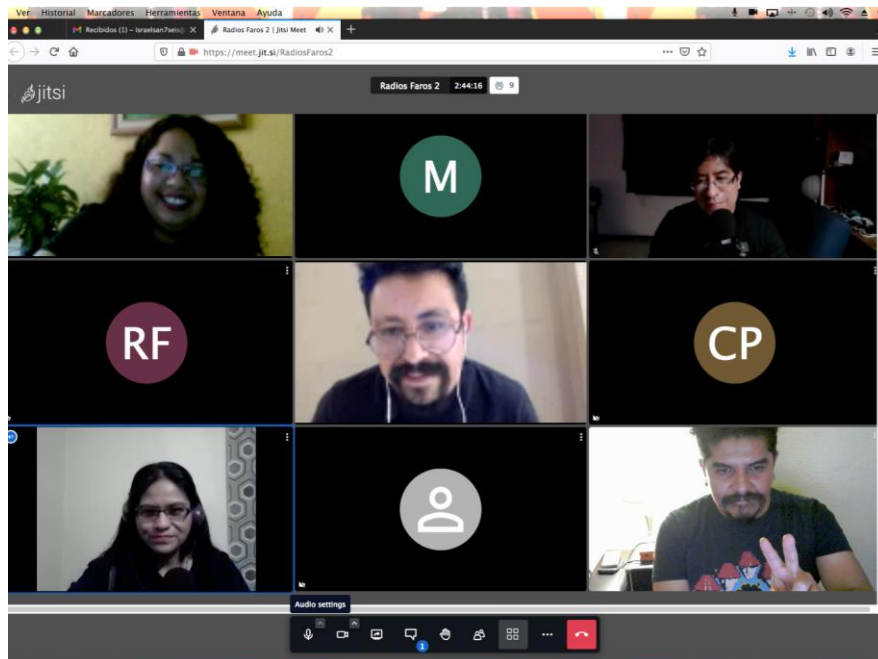 Ver Historial Marcadores Herramientas Ventana Ayuda
Recibidos (1) – israelsan7seis@
Radios Faros 2 | Jitsi Meet
https://meet.jit.si/RadiosFaros2
jitsi
Radios Faros 2 2:44:16 9
M
RF
CP
Audio settings
1